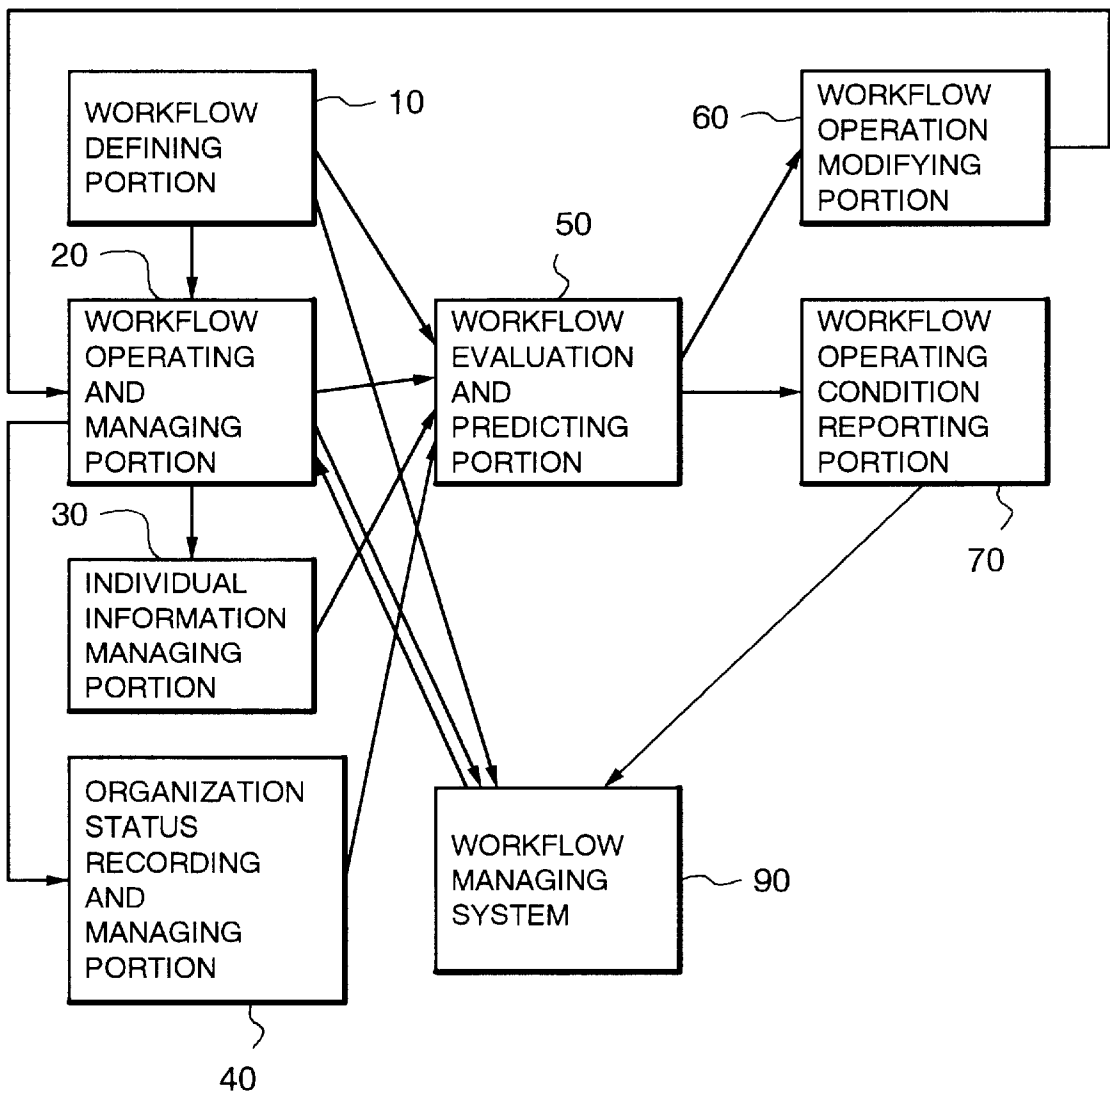 WORKFLOW
DEFINING
PORTION
10
20
WORKFLOW
OPERATING
AND
MANAGING
PORTION
30
INDIVIDUAL
INFORMATION
MANAGING
PORTION
ORGANIZATION
STATUS
RECORDING
AND
MANAGING
PORTION
40
50
WORKFLOW
EVALUATION
AND
PREDICTING
PORTION
60
WORKFLOW
OPERATION
MODIFYING
PORTION
WORKFLOW
OPERATING
CONDITION
REPORTING
PORTION
70
WORKFLOW
MANAGING
SYSTEM
90